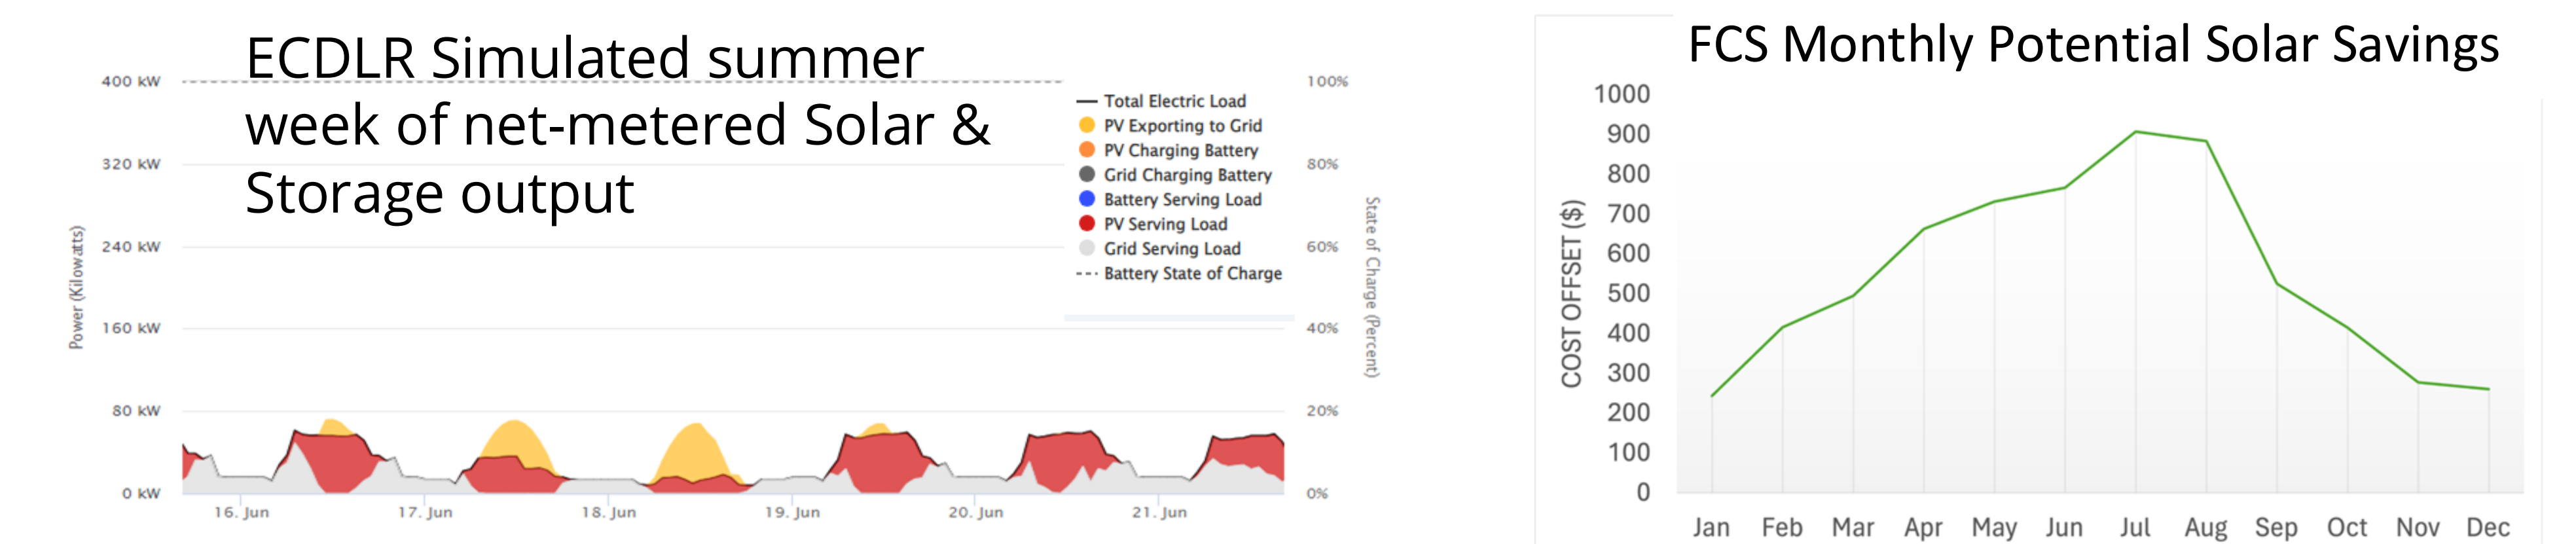 ECDLR Simulated summer
week of net-metered Solar &
Storage output
400 kW
320 kW
240 kW
160 kW
80 kW
0 kW
Power (Kilowatts)
16. Jun
17. Jun
18. Jun
19. Jun
20. Jun
21. Jun
Total Electric Load
PV Exporting to Grid
PV Charging Battery
Grid Charging Battery
Battery Serving Load
PV Serving Load
Grid Serving Load
Battery State of Charge
100%
80%
60%
40%
20%
0%
State of Charge (Percent)
FCS Monthly Potential Solar Savings
COST OFFSET ($)
1000
900
800
700
600
500
400
300
200
100
0
Jan Feb Mar Apr May Jun Jul Aug Sep Oct Nov Dec